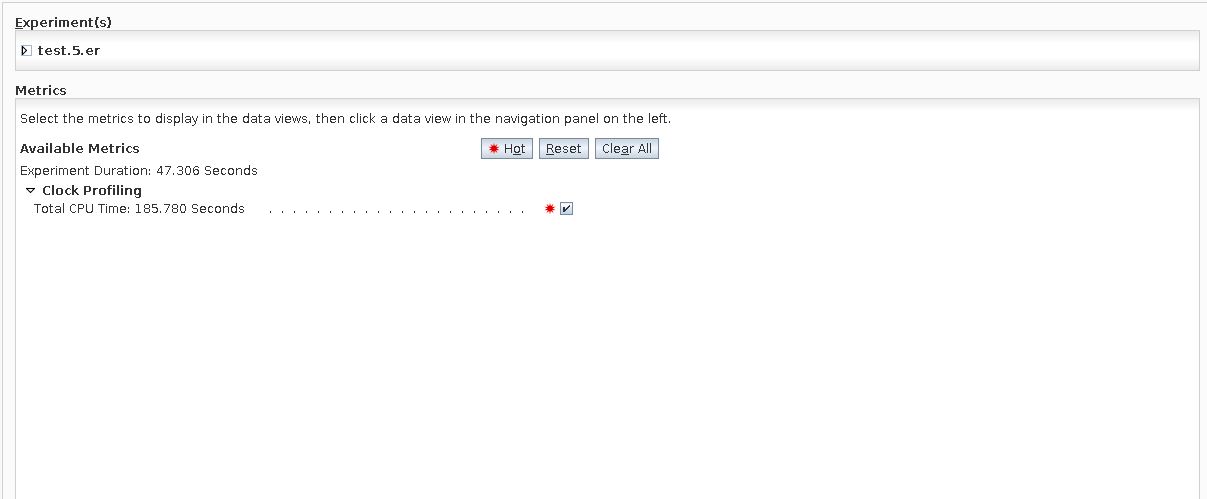 Experiment(s)
test.5.er
Metrics
Select the metrics to display in the data views, then click a data view in the navigation panel on the left.
Available Metrics Hot Reset Clear All
Experiment Duration: 47.306 Seconds
Clock Profiling
Total CPU Time: 185.780 Seconds . . . . . . . . . . . . . . . . . . . . . .